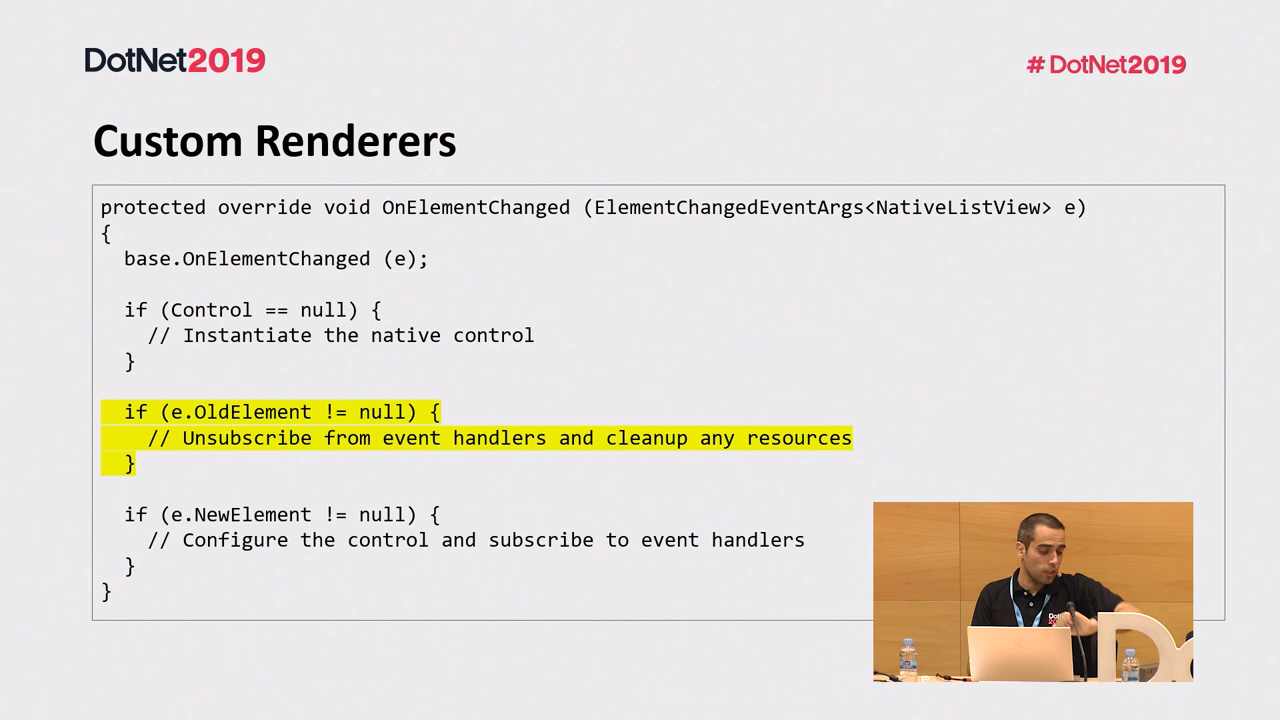 DotNet2019
# DotNet2019
Custom Renderers
protected override void OnElementChanged (ElementChangedEventArgs<NativeListView> e)
{
base.OnElementChanged (e);
if (Control == null) {
// Instantiate the native control
}
if (e.OldElement != null) {
// Unsubscribe from event handlers and cleanup any resources
}
if (e.NewElement != null) {
// Configure the control and subscribe to event handlers
}
}